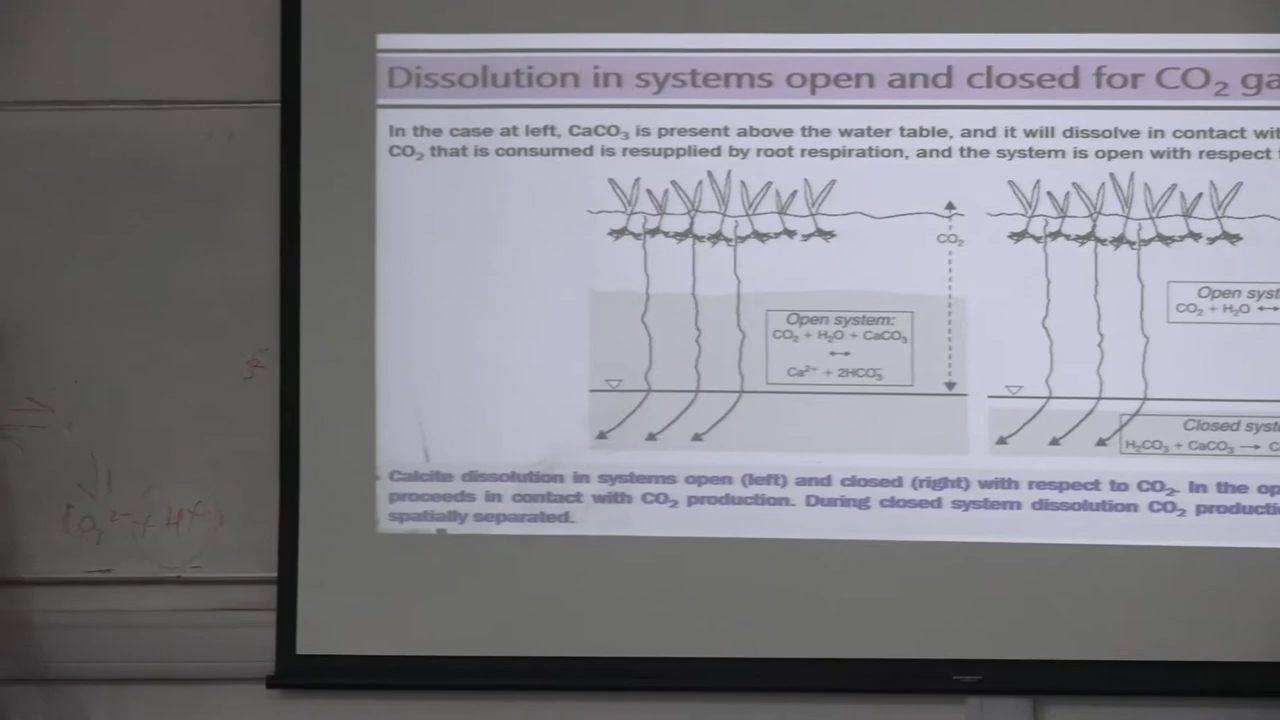 Dissolution in systems open and closed for CO₂ ga
In the case at left, CaCO₃ is present above the water table, and it will dissolve in contact wit
CO₂ that is consumed is resupplied by root respiration, and the system is open with respect
CO₂
Open system:
CO₂ + H₂O + CaCO₃
↔
Ca²⁺ + 2HCO₃⁻
Open syst
CO₂ + H₂O ↔
Closed syst
H₂CO₃ + CaCO₃ → C
Calcite dissolution in systems open (left) and closed (right) with respect to CO₂. In the op
proceeds in contact with CO₂ production. During closed system dissolution CO₂ producti
spatially separated.